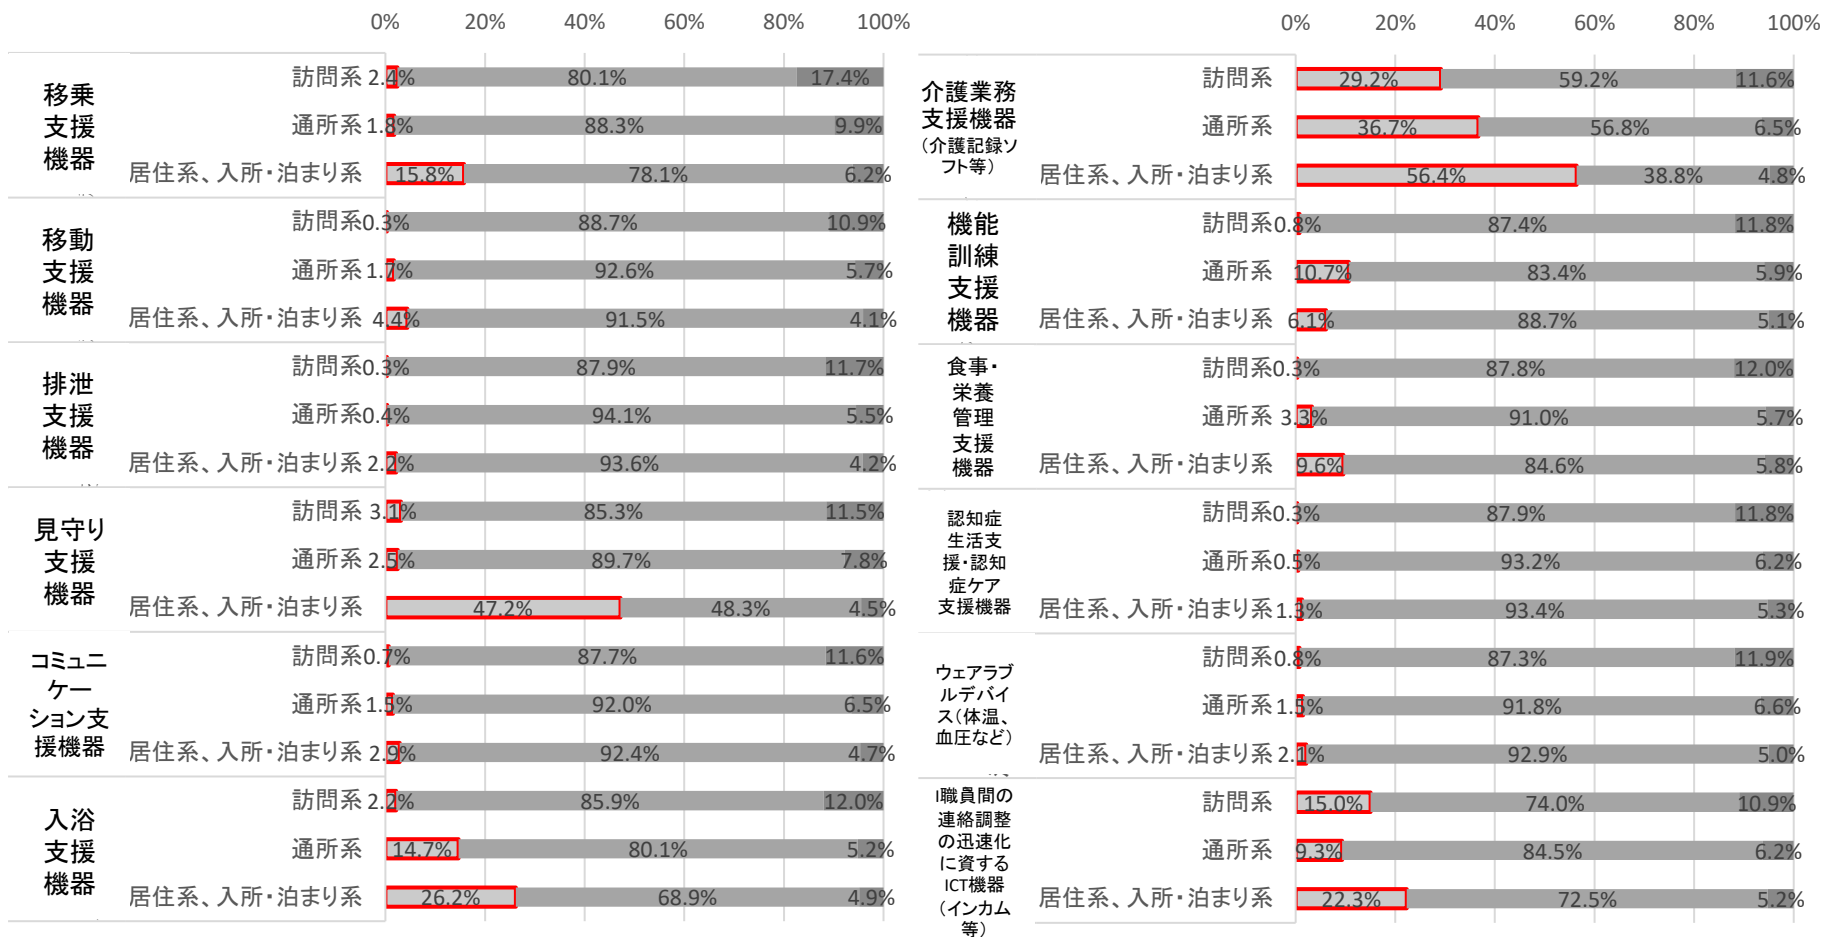 0% 20% 40% 60% 80% 100%
移乗
支援
機器
訪問系 2.4% 80.1% 17.4%
通所系 1.8% 88.3% 9.9%
居住系、入所・泊まり系 15.8% 78.1% 6.2%
移動
支援
機器
訪問系 0.3% 88.7% 10.9%
通所系 1.7% 92.6% 5.7%
居住系、入所・泊まり系 4.4% 91.5% 4.1%
排泄
支援
機器
訪問系 0.3% 87.9% 11.7%
通所系 0.4% 94.1% 5.5%
居住系、入所・泊まり系 2.2% 93.6% 4.2%
見守り
支援
機器
訪問系 3.1% 85.3% 11.5%
通所系 2.5% 89.7% 7.8%
居住系、入所・泊まり系 47.2% 48.3% 4.5%
コミュニ
ケー
ション支
援機器
訪問系 0.7% 87.7% 11.6%
通所系 1.5% 92.0% 6.5%
居住系、入所・泊まり系 2.9% 92.4% 4.7%
入浴
支援
機器
訪問系 2.2% 85.9% 12.0%
通所系 14.7% 80.1% 5.2%
居住系、入所・泊まり系 26.2% 68.9% 4.9%
0% 20% 40% 60% 80% 100%
介護業務
支援機器
（介護記録ソ
フト等）
訪問系 29.2% 59.2% 11.6%
通所系 36.7% 56.8% 6.5%
居住系、入所・泊まり系 56.4% 38.8% 4.8%
機能
訓練
支援
機器
訪問系 0.8% 87.4% 11.8%
通所系 10.7% 83.4% 5.9%
居住系、入所・泊まり系 6.1% 88.7% 5.1%
食事・
栄養
管理
支援
機器
訪問系 0.3% 87.8% 12.0%
通所系 3.3% 91.0% 5.7%
居住系、入所・泊まり系 9.6% 84.6% 5.8%
認知症
生活支
援・認知
症ケア
支援機器
訪問系 0.3% 87.9% 11.8%
通所系 0.5% 93.2% 6.2%
居住系、入所・泊まり系 1.3% 93.4% 5.3%
ウェアラブ
ルデバイ
ス（体温、
血圧など）
訪問系 0.8% 87.3% 11.9%
通所系 1.5% 91.8% 6.6%
居住系、入所・泊まり系 2.1% 92.9% 5.0%
l職員間の
連絡調整
の迅速化
に資する
ICT機器
（インカム
等）
訪問系 15.0% 74.0% 10.9%
通所系 9.3% 84.5% 6.2%
居住系、入所・泊まり系 22.3% 72.5% 5.2%